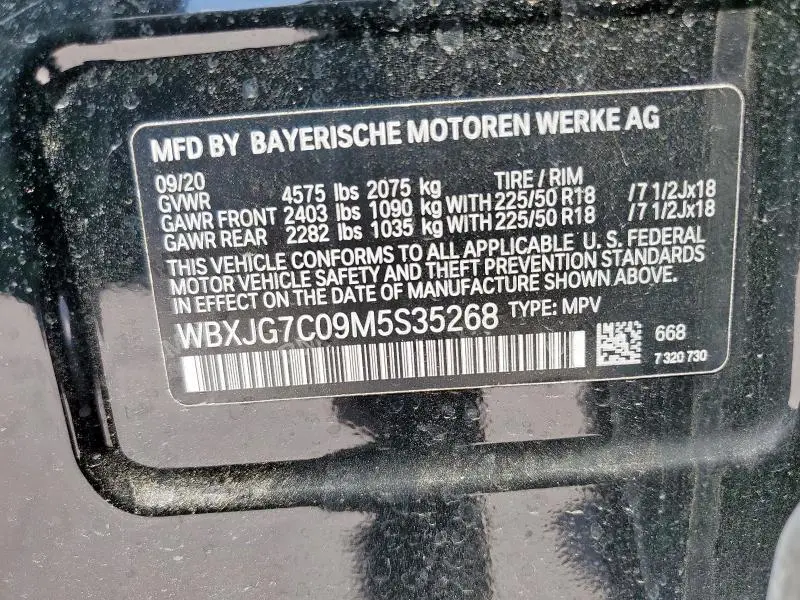 MFD BY BAYERISCHE MOTOREN WERKE AG
09/20 TIRE / RIM
GVWR 4575 lbs 2075 kg
GAWR FRONT 2403 lbs 1090 kg WITH 225/50 R18 /7 1/2Jx18
GAWR REAR 2282 lbs 1035 kg WITH 225/50 R18 /7 1/2Jx18
THIS VEHICLE CONFORMS TO ALL APPLICABLE U. S. FEDERAL
MOTOR VEHICLE SAFETY AND THEFT PREVENTION STANDARDS
IN EFFECT ON THE DATE OF MANUFACTURE SHOWN ABOVE.
WBXJG7C09M5S35268 TYPE: MPV
668
7 320 730